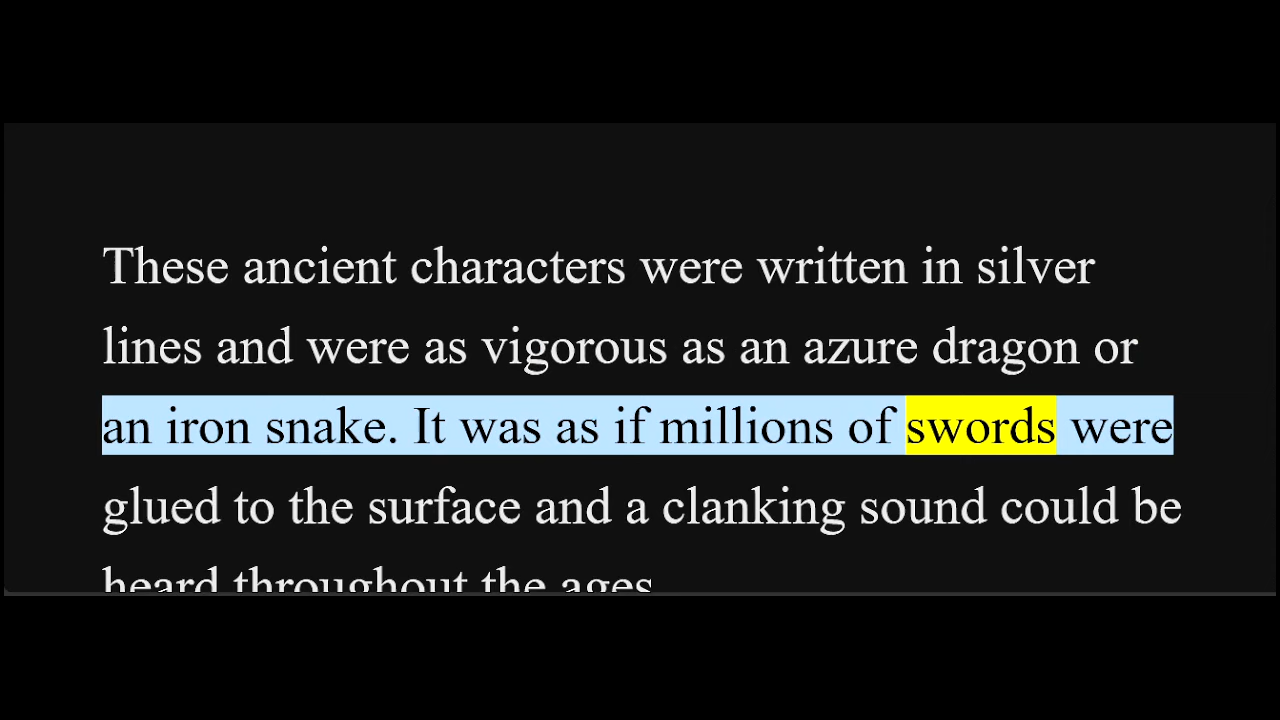 These ancient characters were written in silver
lines and were as vigorous as an azure dragon or
an iron snake. It was as if millions of swords were
glued to the surface and a clanking sound could be
heard throughout the ages